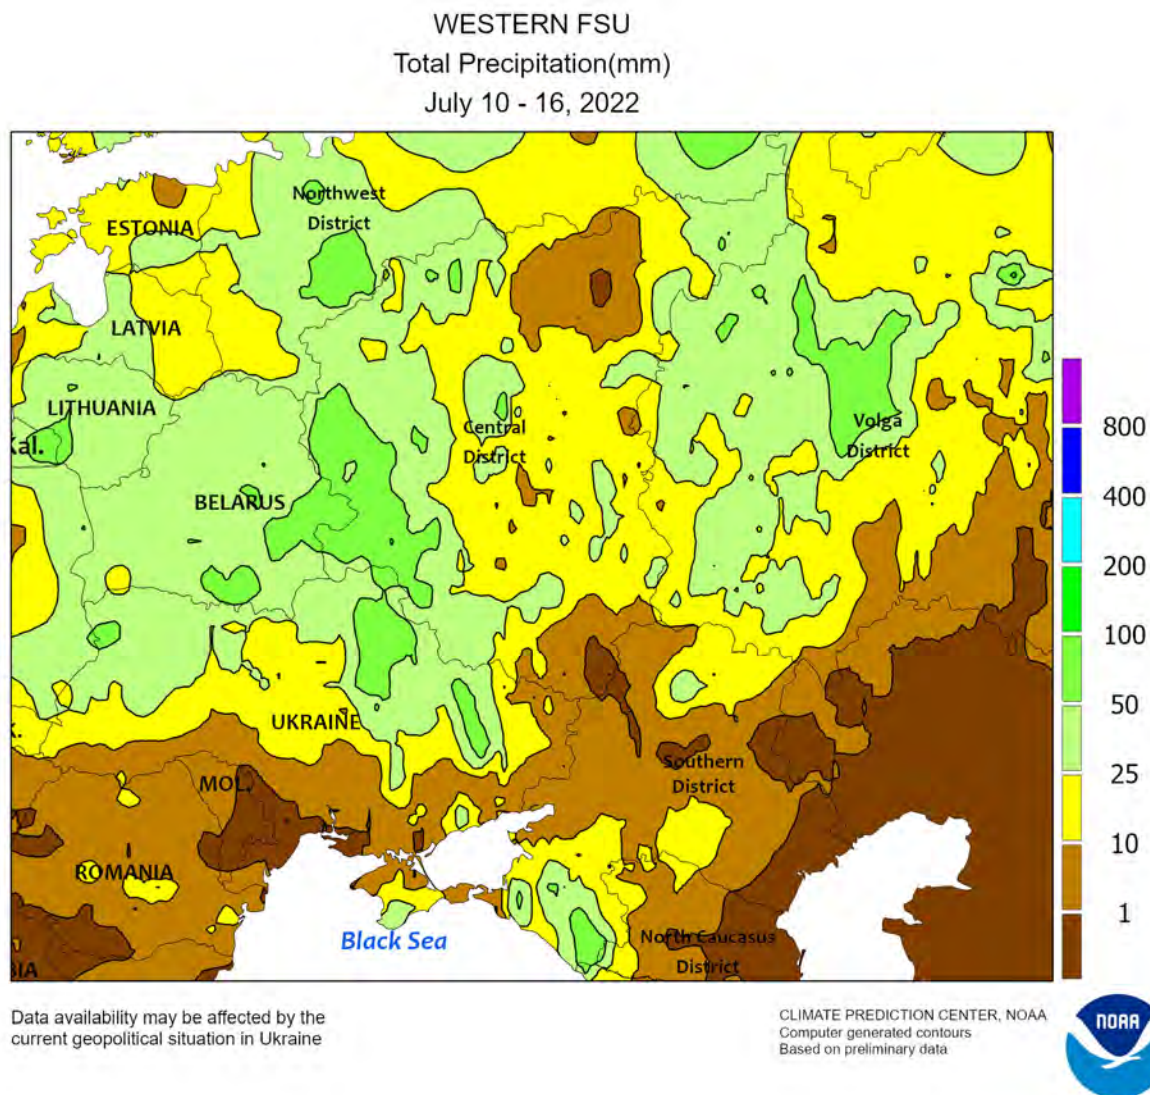 WESTERN FSU
Total Precipitation(mm)
July 10 - 16, 2022
Northwest
District
ESTONIA
LATVIA
LITHUANIA
Kal.
Central
District
Volga
District
BELARUS
UKRAINE
K.
MOL.
Southern
District
ROMANIA
Black Sea
North Caucasus
District
BIA
800
400
200
100
50
25
10
1
Data availability may be affected by the
current geopolitical situation in Ukraine
CLIMATE PREDICTION CENTER, NOAA
Computer generated contours
Based on preliminary data
NOAA